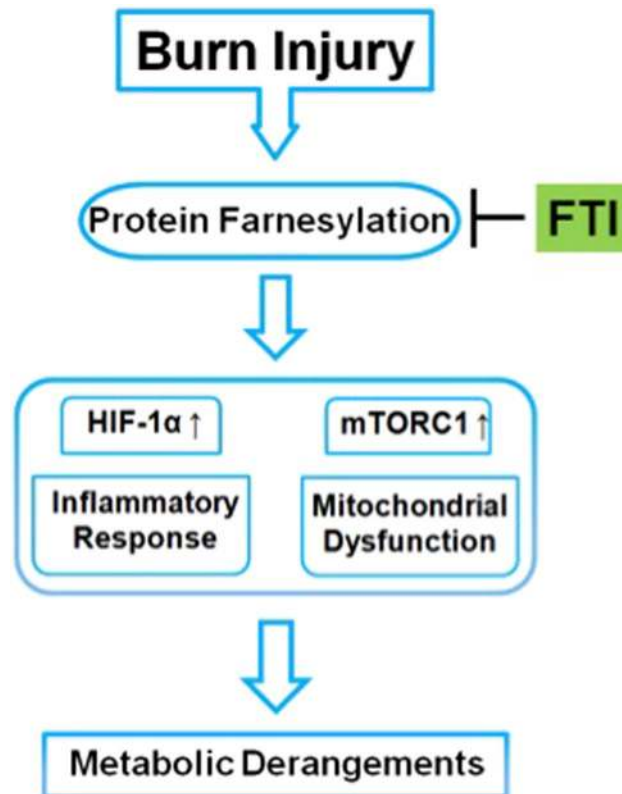 Burn Injury
Protein Farnesylation
FTI
HIF-1α ↑
mTORC1 ↑
Inflammatory
Response
Mitochondrial
Dysfunction
Metabolic Derangements